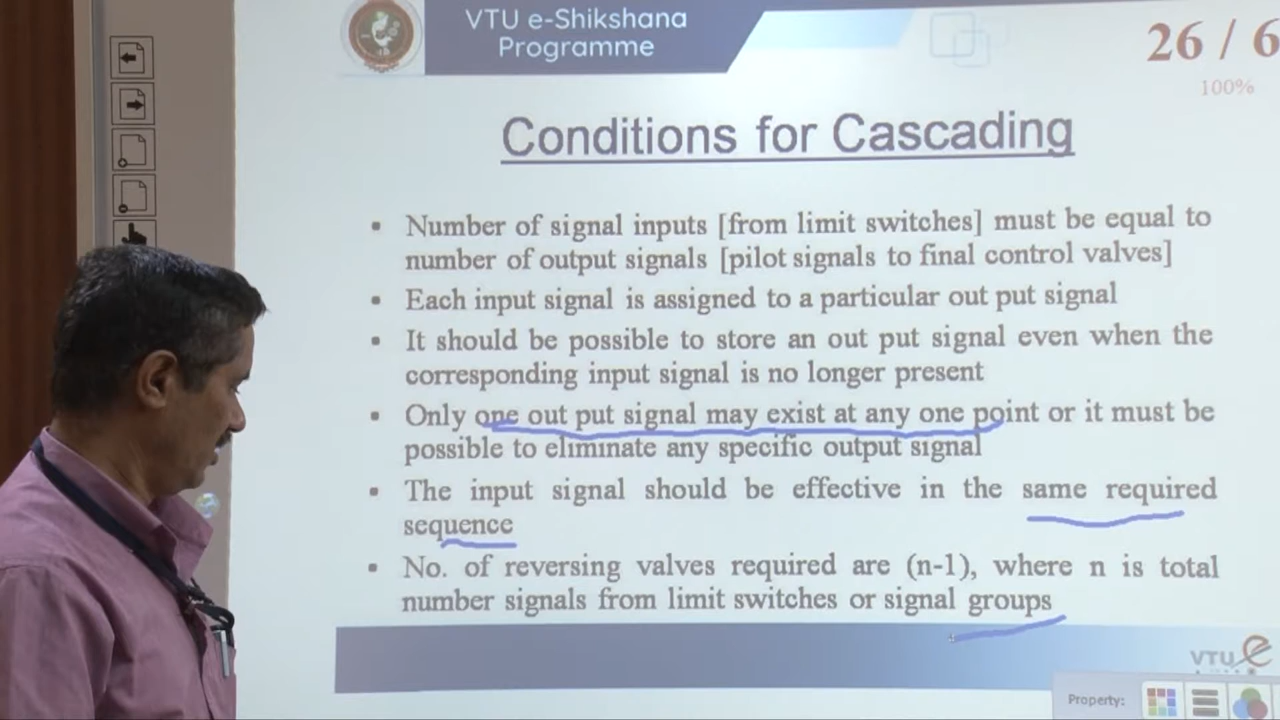 VTU e-Shikshana
Programme
26 / 6
100%
Conditions for Cascading
▪ Number of signal inputs [from limit switches] must be equal to
number of output signals [pilot signals to final control valves]
▪ Each input signal is assigned to a particular out put signal
▪ It should be possible to store an out put signal even when the
corresponding input signal is no longer present
▪ Only one out put signal may exist at any one point or it must be
possible to eliminate any specific output signal
▪ The input signal should be effective in the same required
sequence
▪ No. of reversing valves required are (n-1), where n is total
number signals from limit switches or signal groups
VTU e
Property: